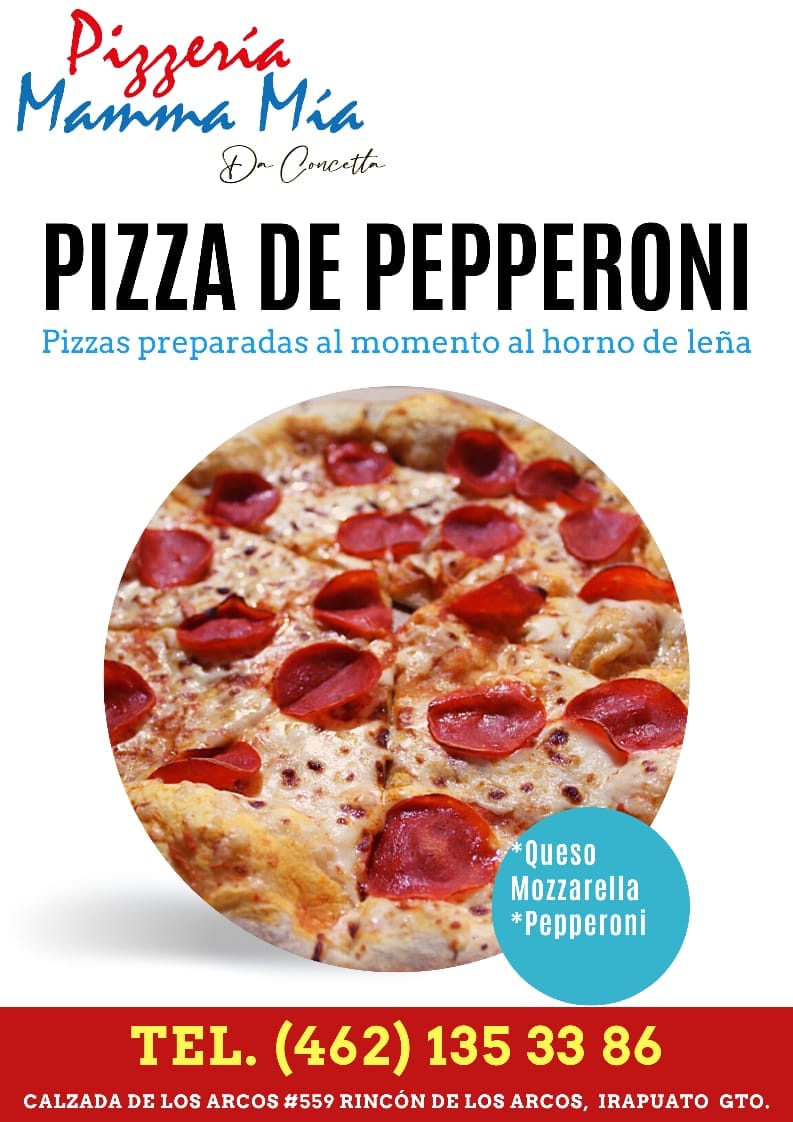 Pizzería
Mamma Mía
Da Concetta
PIZZA DE PEPPERONI
Pizzas preparadas al momento al horno de leña
*Queso
Mozzarella
*Pepperoni
TEL. (462) 135 33 86
CALZADA DE LOS ARCOS #559 RINCÓN DE LOS ARCOS, IRAPUATO GTO.